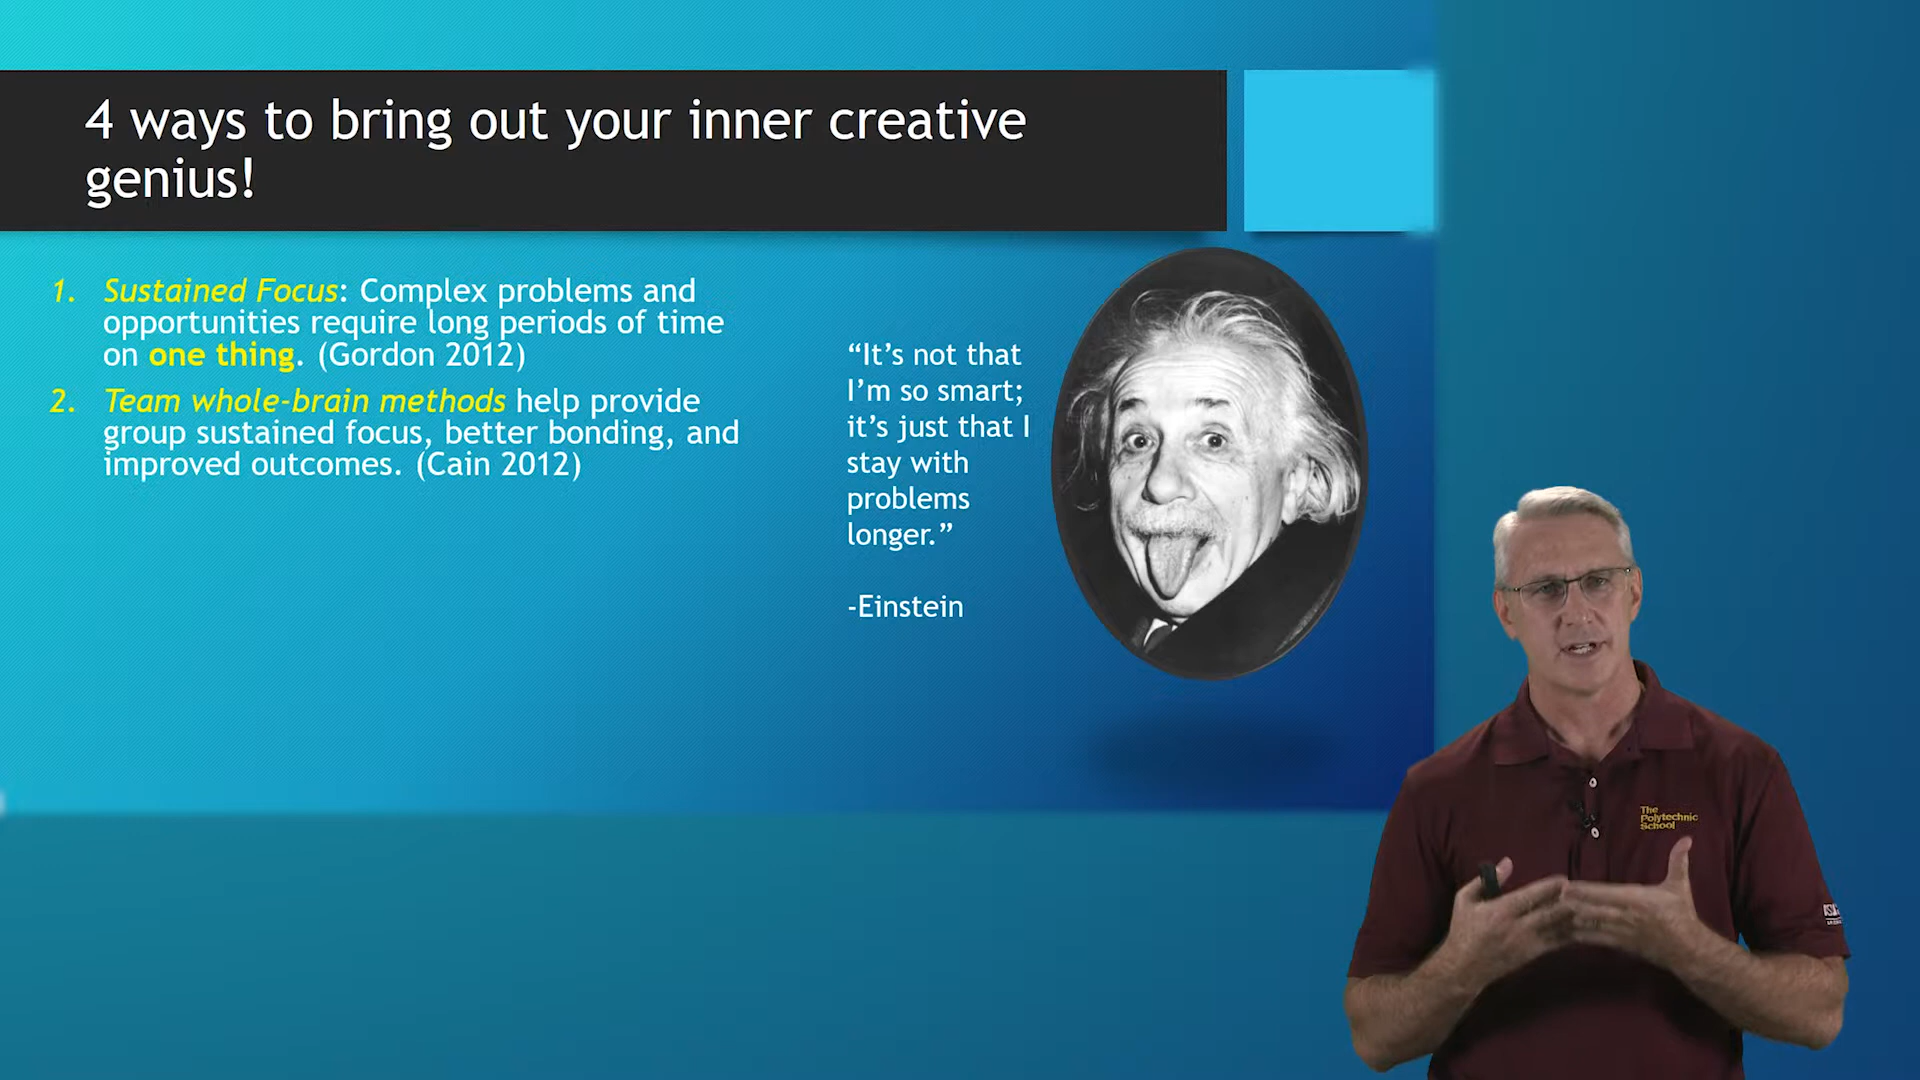 4 ways to bring out your inner creative
genius!
1. Sustained Focus: Complex problems and
opportunities require long periods of time
on one thing. (Gordon 2012)
2. Team whole-brain methods help provide
group sustained focus, better bonding, and
improved outcomes. (Cain 2012)
“It’s not that
I’m so smart;
it’s just that I
stay with
problems
longer.”
-Einstein
The
Polytechnic
School